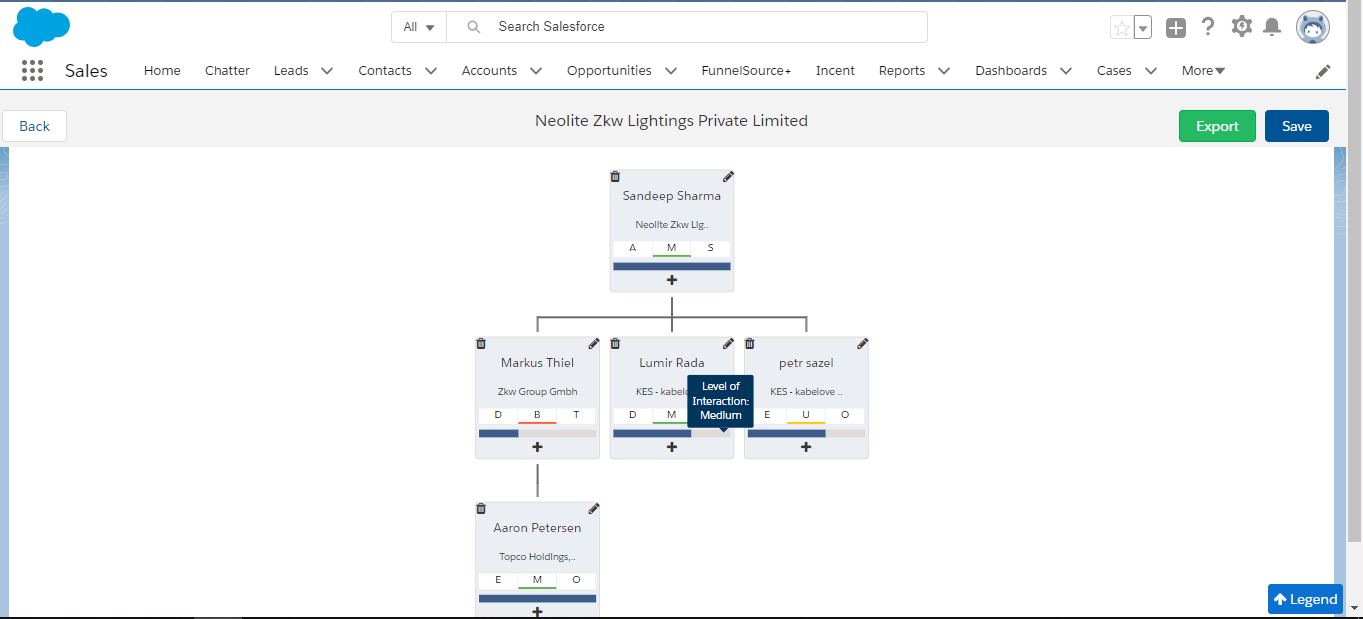 All
Search Salesforce
Sales
Home
Chatter
Leads
Contacts
Accounts
Opportunities
FunnelSource+
Incent
Reports
Dashboards
Cases
More
Back
Neolite Zkw Lightings Private Limited
Export
Save
Sandeep Sharma
Neolite Zkw Lig..
A M S
Markus Thiel
Zkw Group Gmbh
D B T
Lumir Rada
KES - kabelo
D M
Level of
Interaction:
Medium
petr sazel
KES - kabelove ..
E U O
Aaron Petersen
Topco Holdings,..
E M O
Legend